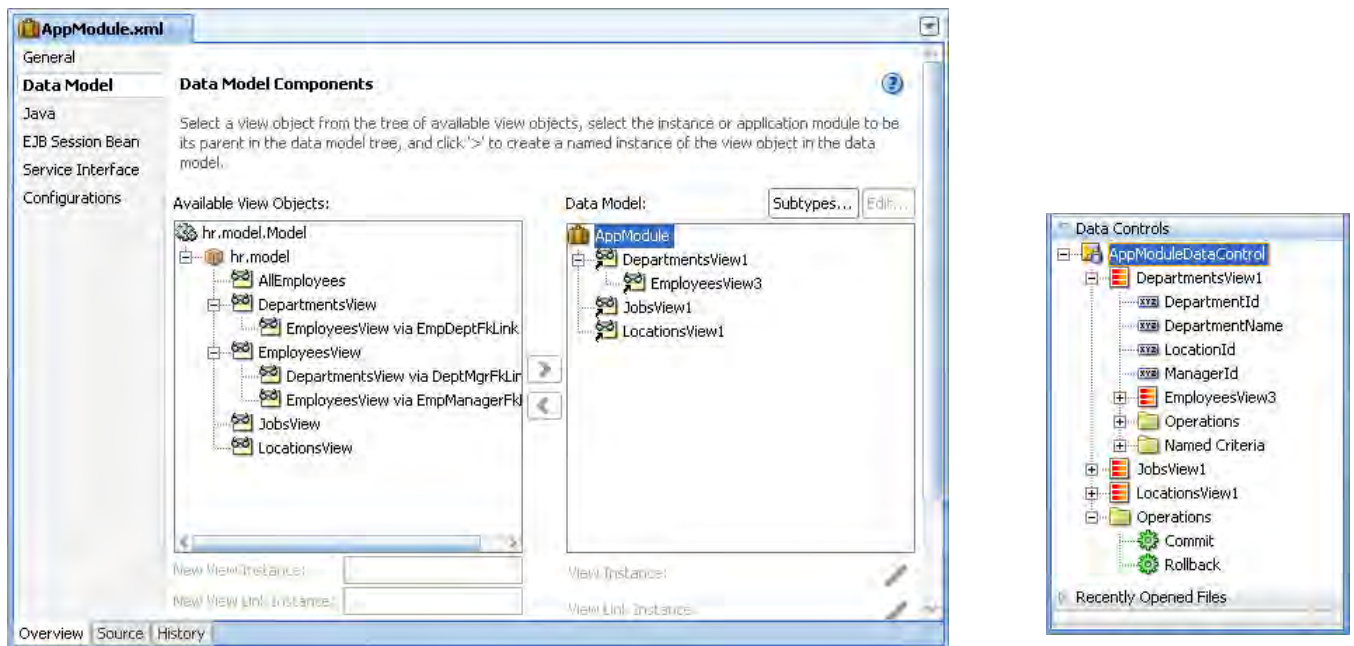 AppModule.xml
General
Data Model
Java
EJB Session Bean
Service Interface
Configurations
Data Model Components
Select a view object from the tree of available view objects, select the instance or application module to be
its parent in the data model tree, and click '>' to create a named instance of the view object in the data
model.
Available View Objects:
hr.model.Model
hr.model
AllEmployees
DepartmentsView
EmployeesView via EmpDeptFkLink
EmployeesView
DepartmentsView via DeptMgrFkLin
EmployeesView via EmpManagerFkl
JobsView
LocationsView
New View Instance:
New View Link Instance:
Data Model:
Subtypes...
Edit...
AppModule
DepartmentsView1
EmployeesView3
JobsView1
LocationsView1
View Instance:
View Link Instance:
Overview
Source
History
Data Controls
AppModuleDataControl
DepartmentsView1
DepartmentId
DepartmentName
LocationId
ManagerId
EmployeesView3
Operations
Named Criteria
JobsView1
LocationsView1
Operations
Commit
Rollback
Recently Opened Files